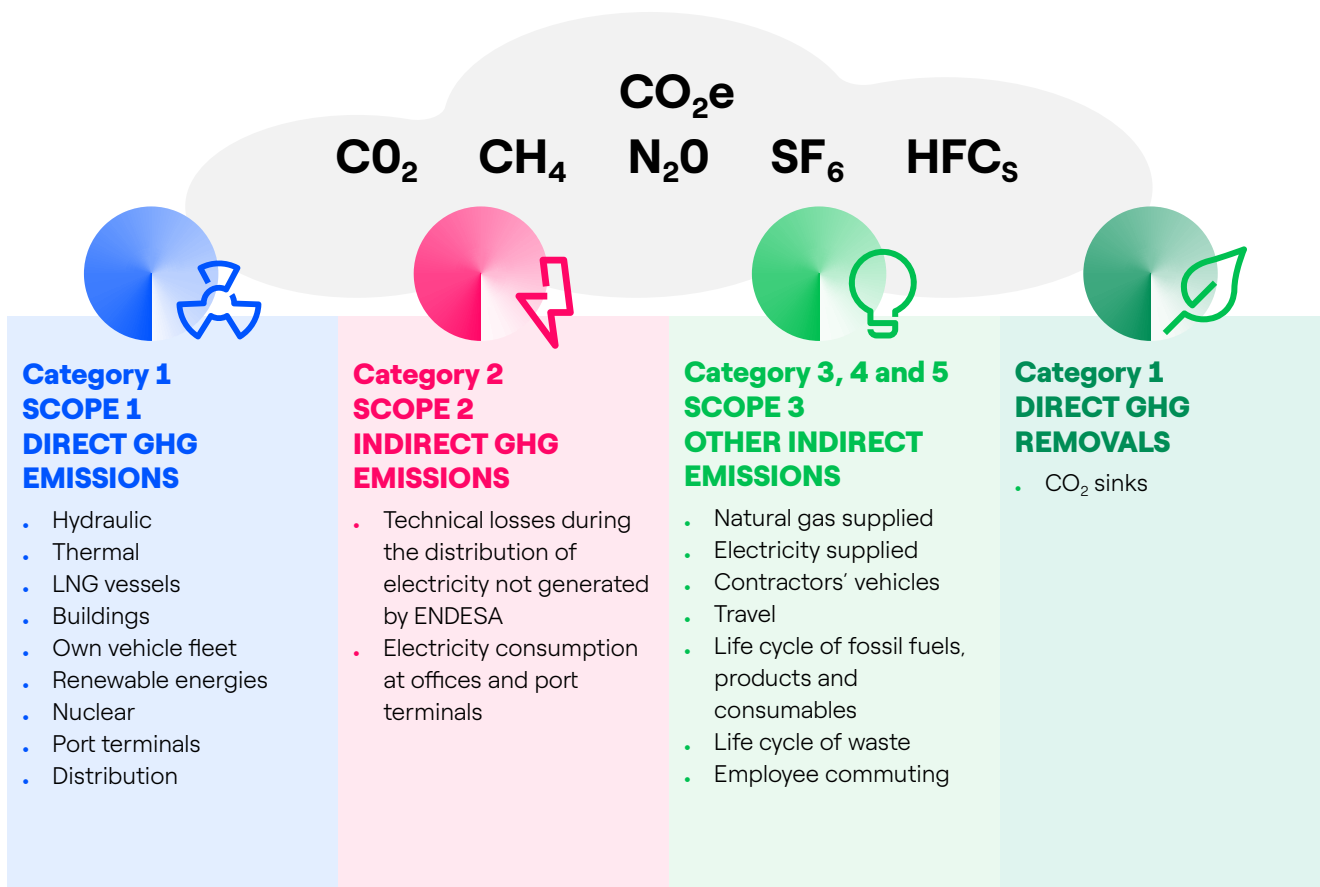 CO₂e
C0₂ CH₄ N₂0 SF₆ HFCₛ
Category 1
SCOPE 1
DIRECT GHG
EMISSIONS
. Hydraulic
. Thermal
. LNG vessels
. Buildings
. Own vehicle fleet
. Renewable energies
. Nuclear
. Port terminals
. Distribution
Category 2
SCOPE 2
INDIRECT GHG
EMISSIONS
. Technical losses during
the distribution of
electricity not generated
by ENDESA
. Electricity consumption
at offices and port
terminals
Category 3, 4 and 5
SCOPE 3
OTHER INDIRECT
EMISSIONS
. Natural gas supplied
. Electricity supplied
. Contractors´ vehicles
. Travel
. Life cycle of fossil fuels,
products and
consumables
. Life cycle of waste
. Employee commuting
Category 1
DIRECT GHG
REMOVALS
. CO₂ sinks